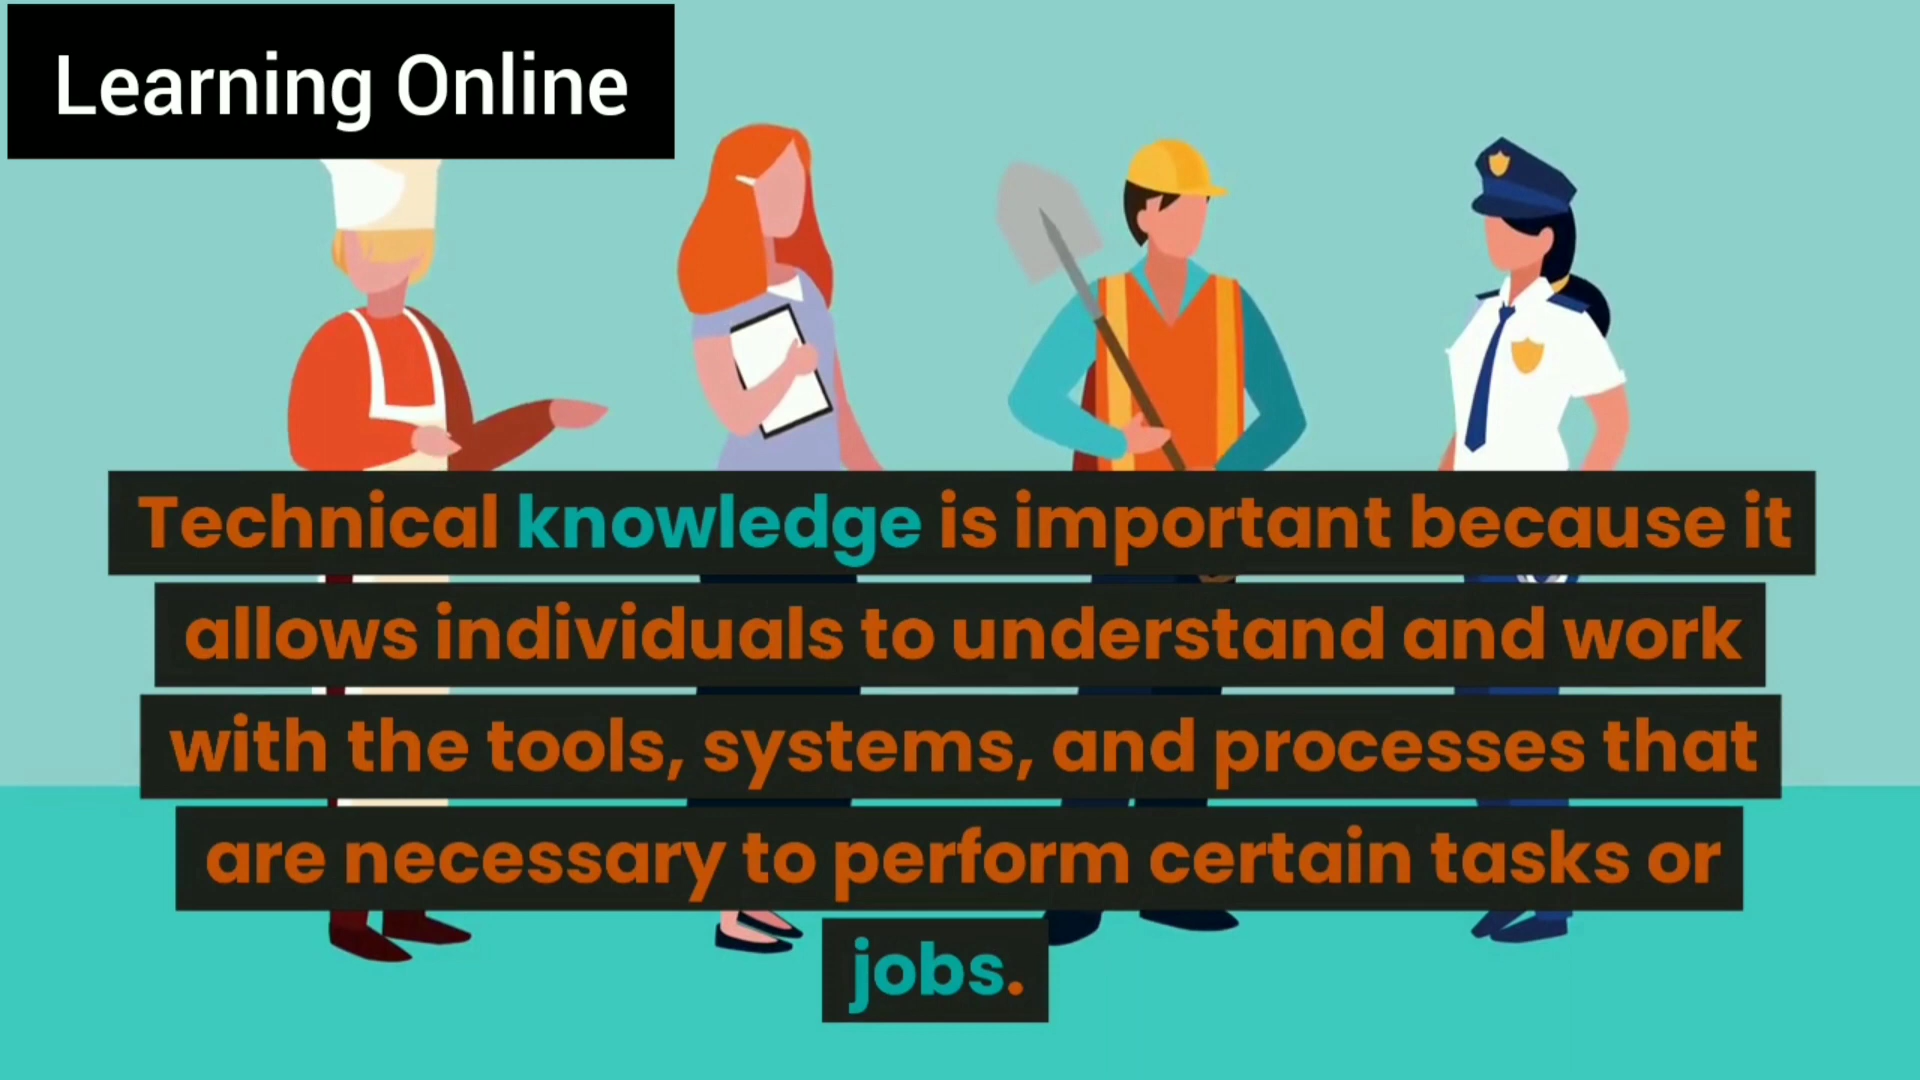 Learning Online
Technical knowledge is important because it
allows individuals to understand and work
with the tools, systems, and processes that
are necessary to perform certain tasks or
jobs.